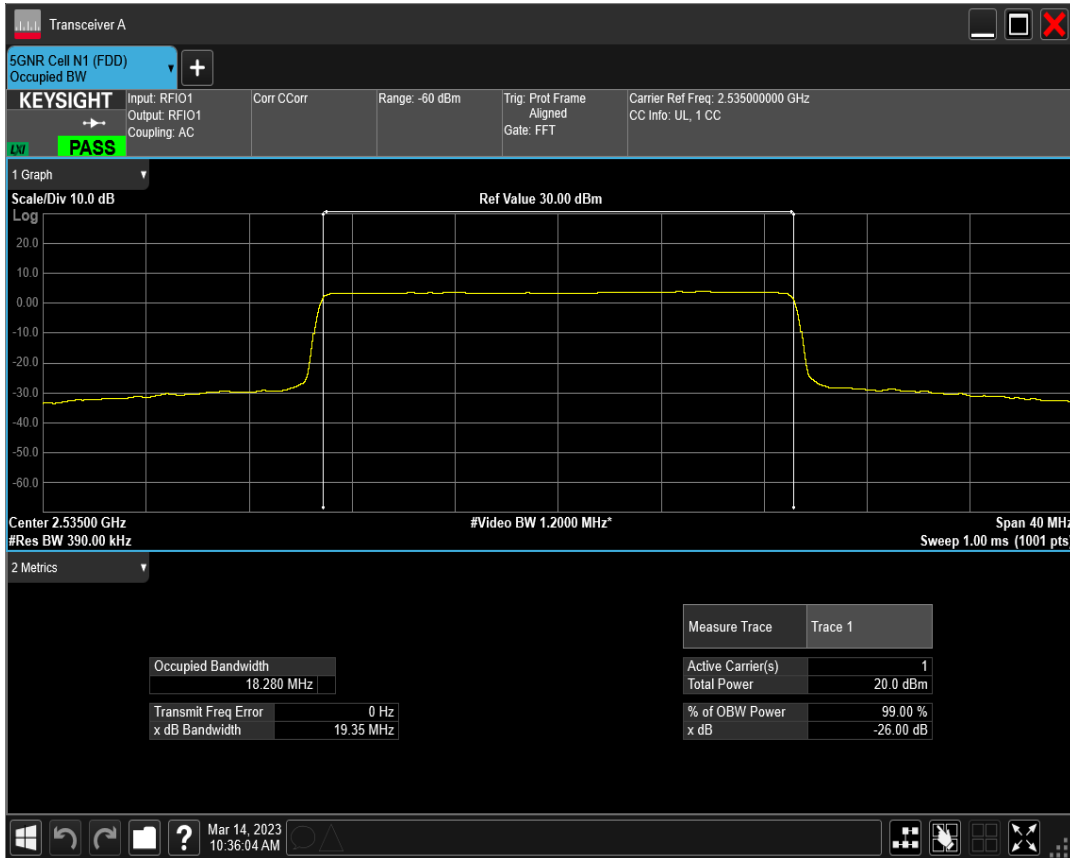 Transceiver A
5GNR Cell N1 (FDD)
Occupied BW
+
KEYSIGHT
LXI
PASS
Input: RFIO1
Output: RFIO1
Coupling: AC
Corr CCorr
Range: -60 dBm
Trig: Prot Frame
Aligned
Gate: FFT
Carrier Ref Freq: 2.535000000 GHz
CC Info: UL, 1 CC
1 Graph
Scale/Div 10.0 dB
Ref Value 30.00 dBm
Log
20.0
10.0
0.00
-10.0
-20.0
-30.0
-40.0
-50.0
-60.0
Center 2.53500 GHz
#Video BW 1.2000 MHz*
Span 40 MHz
#Res BW 390.00 kHz
Sweep 1.00 ms (1001 pts)
2 Metrics
Measure Trace Trace 1
Occupied Bandwidth
18.280 MHz
Transmit Freq Error 0 Hz
x dB Bandwidth 19.35 MHz
Active Carrier(s) 1
Total Power 20.0 dBm
% of OBW Power 99.00 %
x dB -26.00 dB
?
Mar 14, 2023
10:36:04 AM